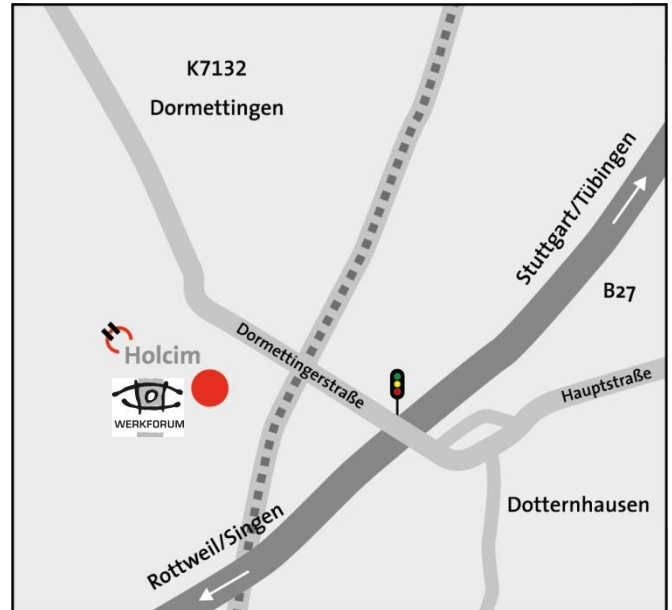 K7132
Dormettingen
Stuttgart/Tübingen
B27
Holcim
WERKFORUM
Dormettingerstraße
Hauptstraße
Dotternhausen
Rottweil/Singen